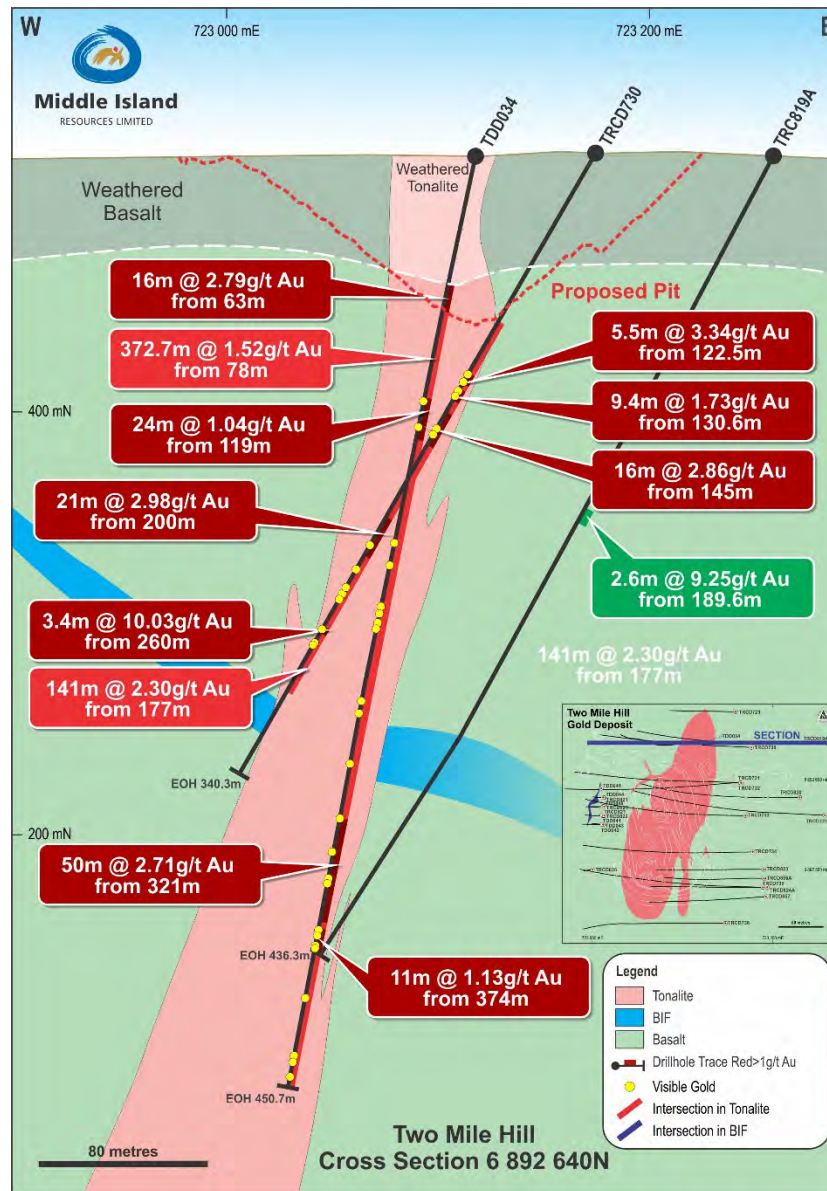 W
723 000 mE
723 200 mE
E
Middle Island
RESOURCES LIMITED
TDD034
TRCD730
TRC819A
Weathered
Basalt
Weathered
Tonalite
Proposed Pit
16m @ 2.79g/t Au
from 63m
372.7m @ 1.52g/t Au
from 78m
24m @ 1.04g/t Au
from 119m
5.5m @ 3.34g/t Au
from 122.5m
9.4m @ 1.73g/t Au
from 130.6m
16m @ 2.86g/t Au
from 145m
400 mN
21m @ 2.98g/t Au
from 200m
2.6m @ 9.25g/t Au
from 189.6m
3.4m @ 10.03g/t Au
from 260m
141m @ 2.30g/t Au
from 177m
141m @ 2.30g/t Au
from 177m
EOH 340.3m
200 mN
50m @ 2.71g/t Au
from 321m
EOH 436.3m
11m @ 1.13g/t Au
from 374m
EOH 450.7m
Two Mile Hill
Gold Deposit
SECTION
80 metres
Legend
Tonalite
BIF
Basalt
Drillhole Trace Red>1g/t Au
Visible Gold
Intersection in Tonalite
Intersection in BIF
80 metres
Two Mile Hill
Cross Section 6 892 640N